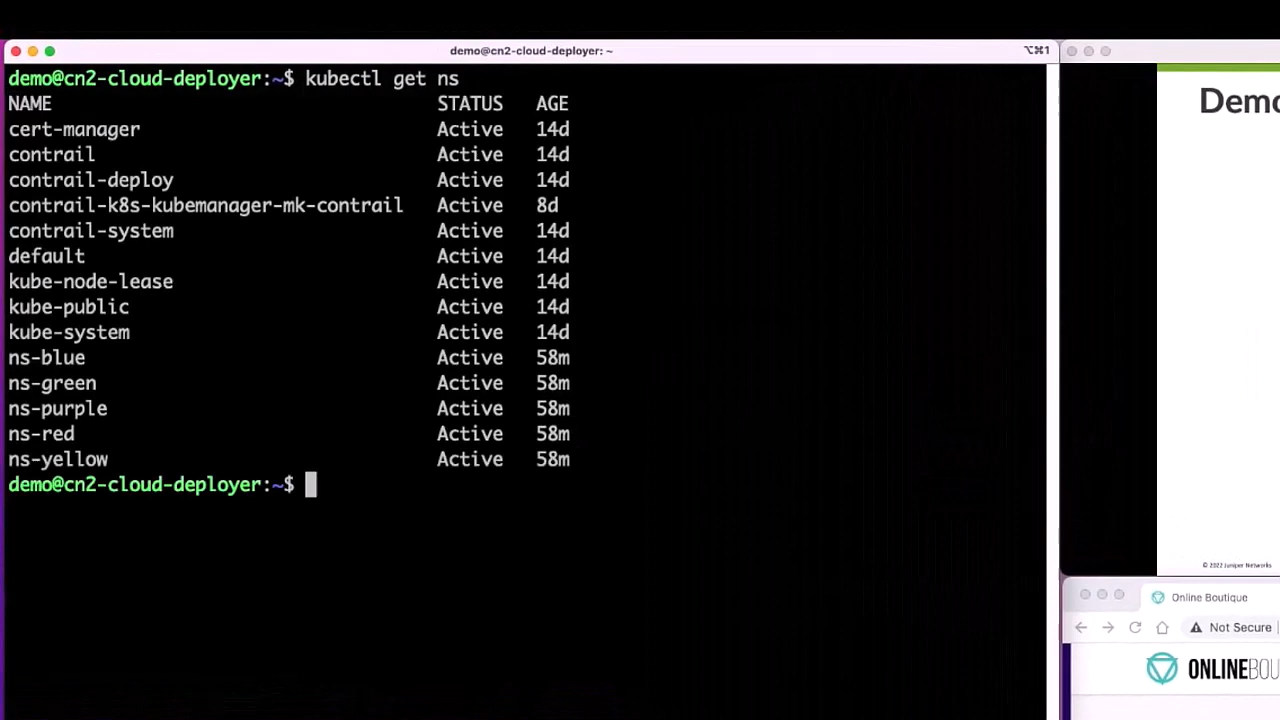 demo@cn2-cloud-deployer: ~
⌥⌘1
demo@cn2-cloud-deployer:~$ kubectl get ns
NAME STATUS AGE
cert-manager Active 14d
contrail Active 14d
contrail-deploy Active 14d
contrail-k8s-kubemanager-mk-contrail Active 8d
contrail-system Active 14d
default Active 14d
kube-node-lease Active 14d
kube-public Active 14d
kube-system Active 14d
ns-blue Active 58m
ns-green Active 58m
ns-purple Active 58m
ns-red Active 58m
ns-yellow Active 58m
demo@cn2-cloud-deployer:~$
Demo
© 2022 Juniper Networks
Online Boutique
Not Secure
ONLINEBOU